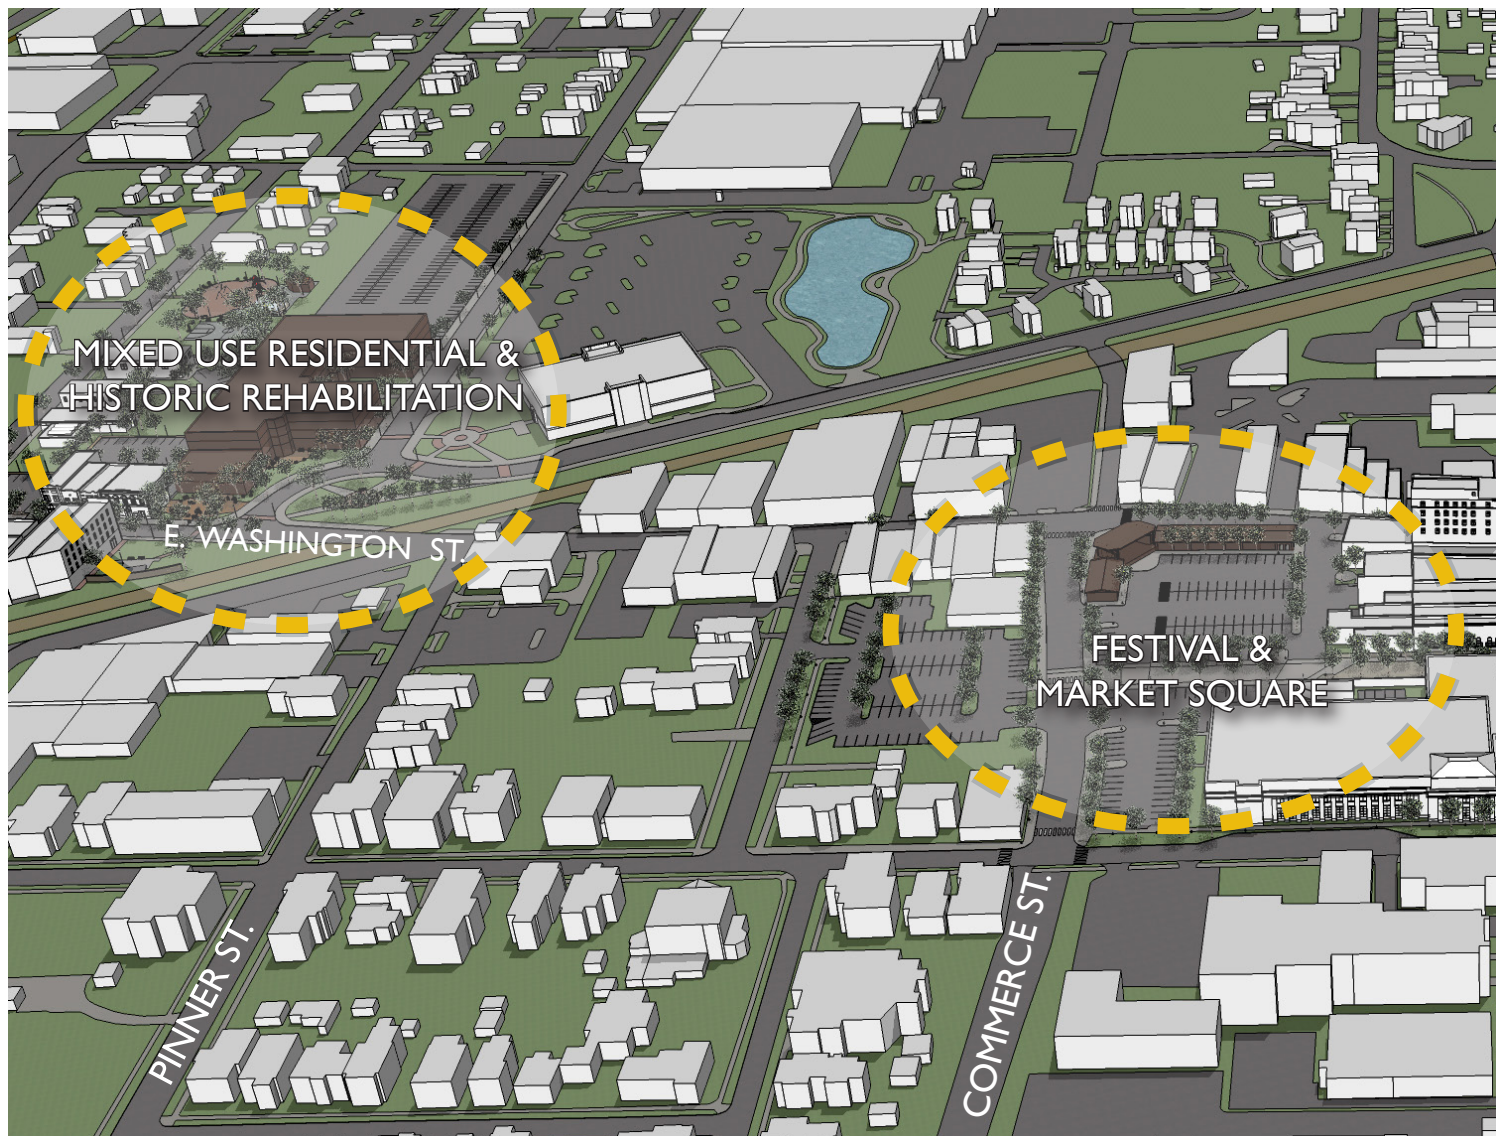 MIXED USE RESIDENTIAL &
HISTORIC REHABILITATION
E. WASHINGTON ST.
FESTIVAL &
MARKET SQUARE
PINNER ST.
COMMERCE ST.